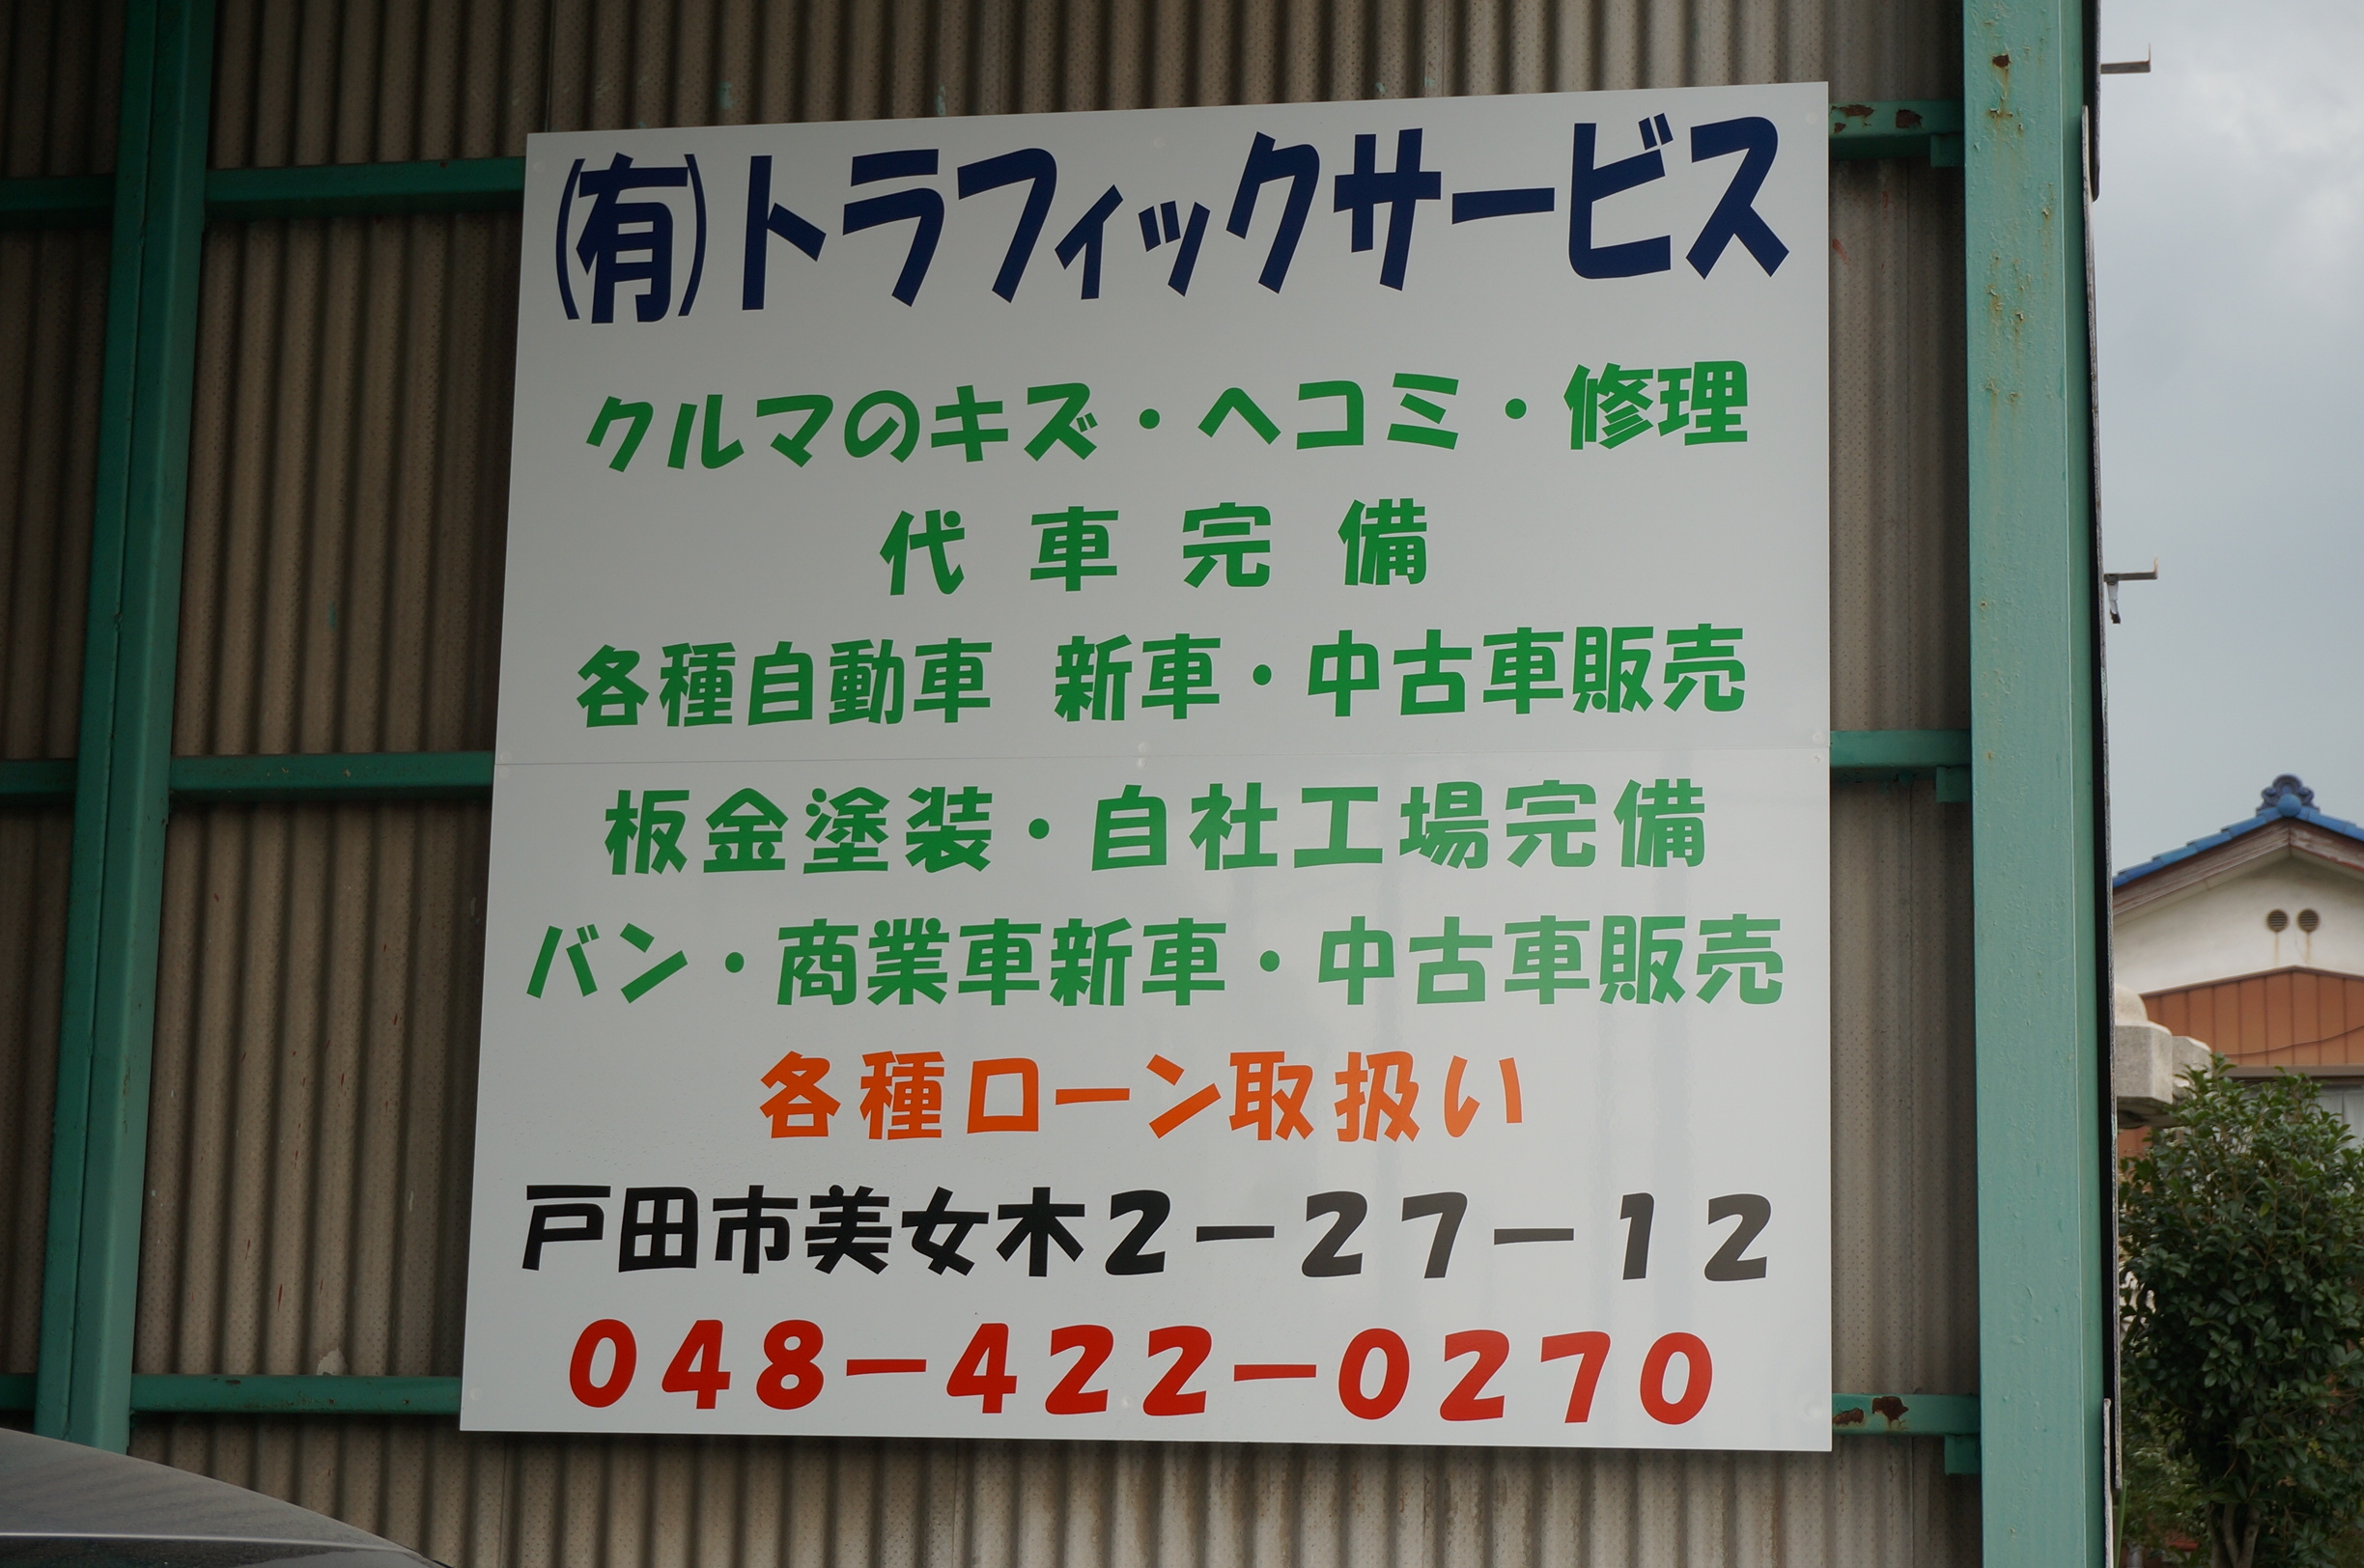 ㈲トラフィックサービス
クルマのキズ・ヘコミ・修理
代車完備
各種自動車 新車・中古車販売
板金塗装・自社工場完備
バン・商業車新車・中古車販売
各種ローン取扱い
戸田市美女木2－27－12
048－422－0270